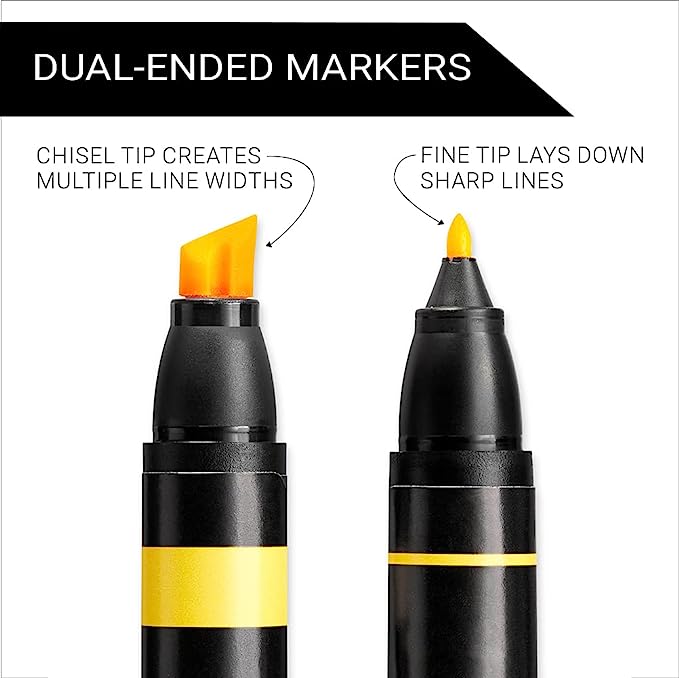 DUAL-ENDED MARKERS
CHISEL TIP CREATES
MULTIPLE LINE WIDTHS
FINE TIP LAYS DOWN
SHARP LINES